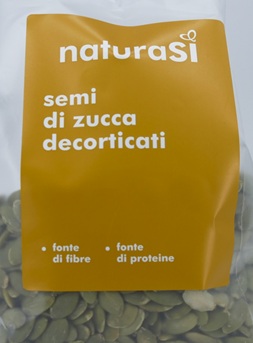 naturasì
semi
di zucca
decorticati
• fonte
di fibre
• fonte
di proteine